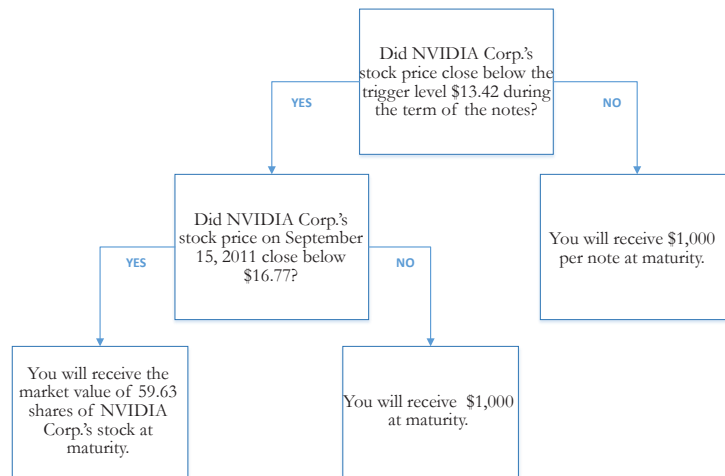 Did NVIDIA Corp.'s
stock price close below the
trigger level $13.42 during
the term of the notes?
YES
NO
Did NVIDIA Corp.'s
stock price on September
15, 2011 close below
$16.77?
You will receive $1,000
per note at maturity.
YES
NO
You will receive the
market value of 59.63
shares of NVIDIA
Corp.'s stock at
maturity.
You will receive $1,000
at maturity.